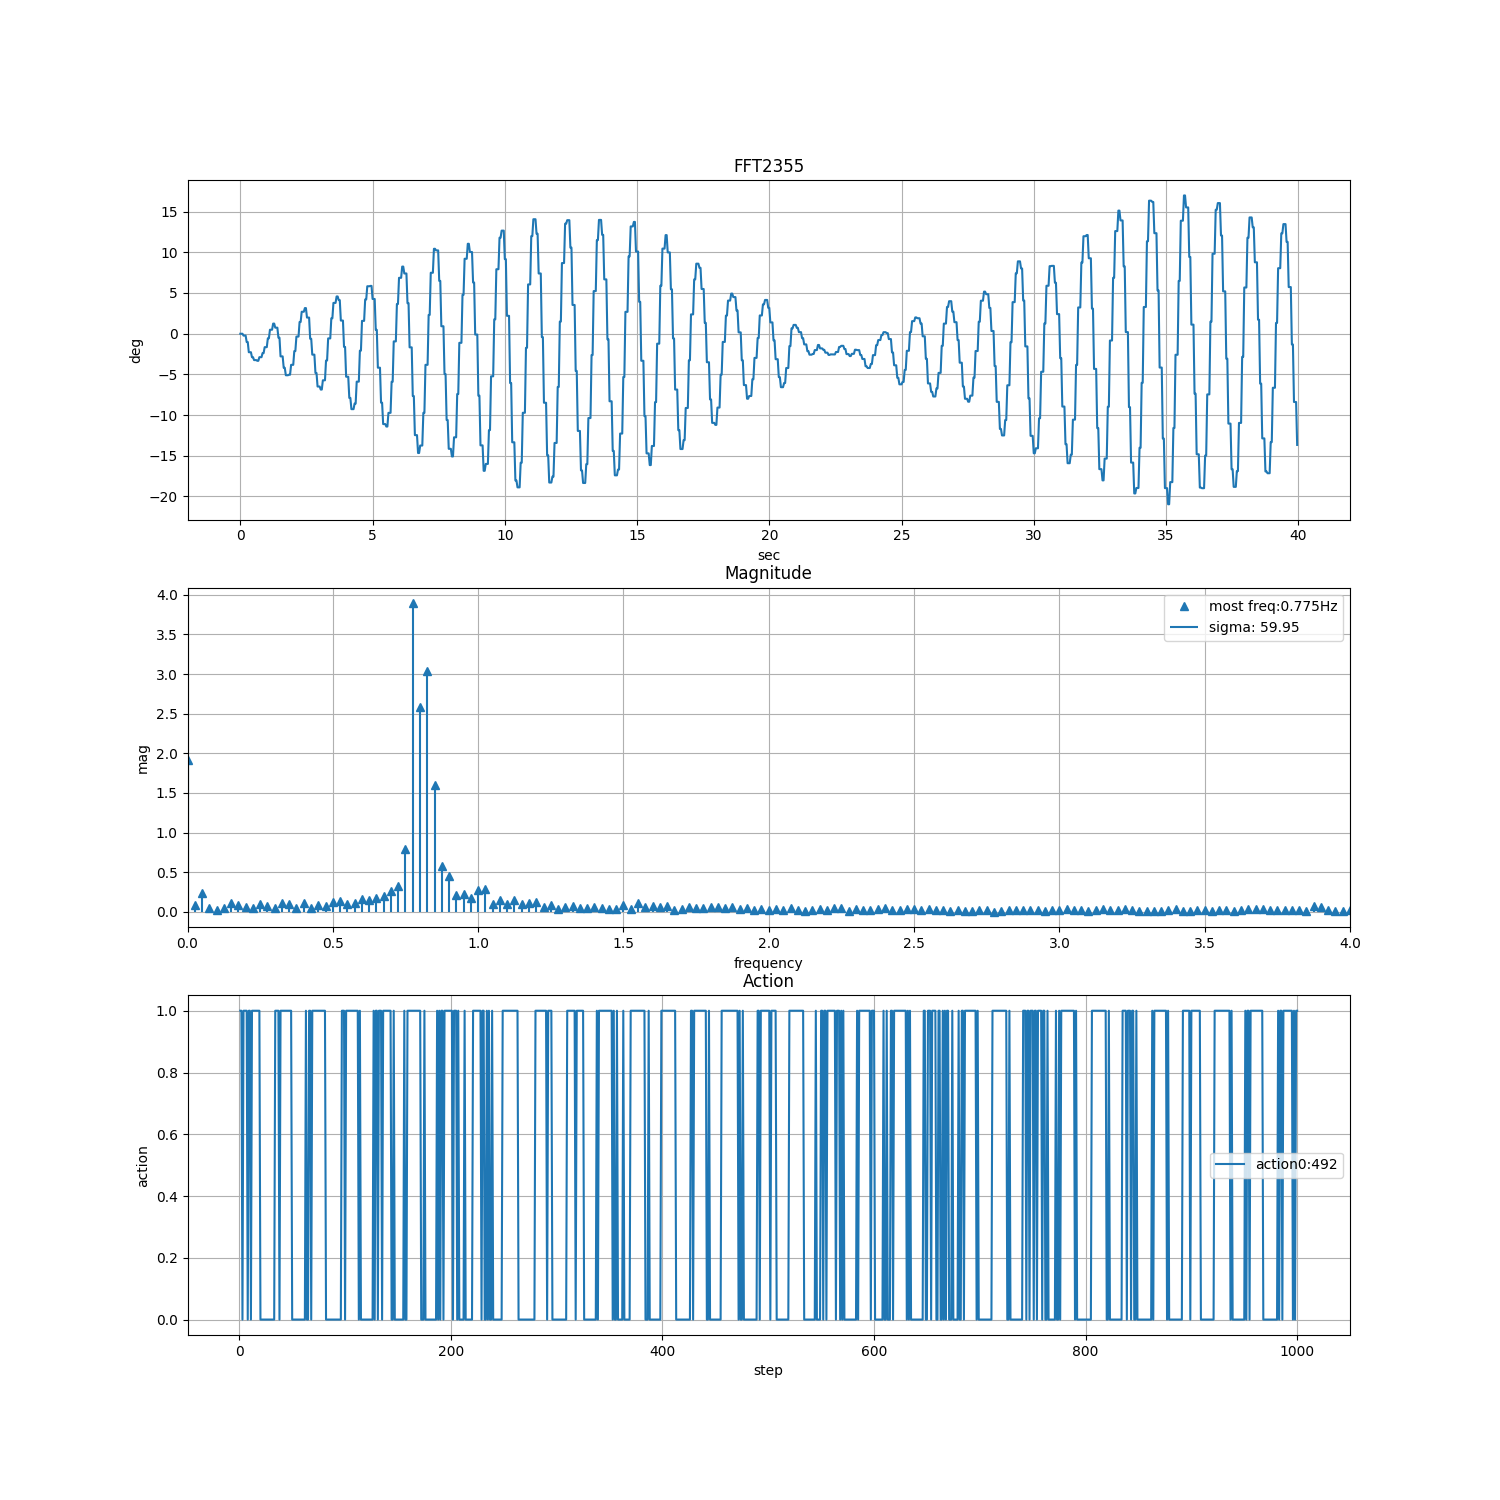 FFT2355
15
10
5
0
−5
−10
−15
−20
deg
0 5 10 15 20 25 30 35 40
sec
Magnitude
4.0
3.5
3.0
2.5
2.0
1.5
1.0
0.5
0.0
mag
most freq:0.775Hz
sigma: 59.95
0.0 0.5 1.0 1.5 2.0 2.5 3.0 3.5 4.0
frequency
Action
1.0
0.8
0.6
0.4
0.2
0.0
action
action0:492
0 200 400 600 800 1000
step